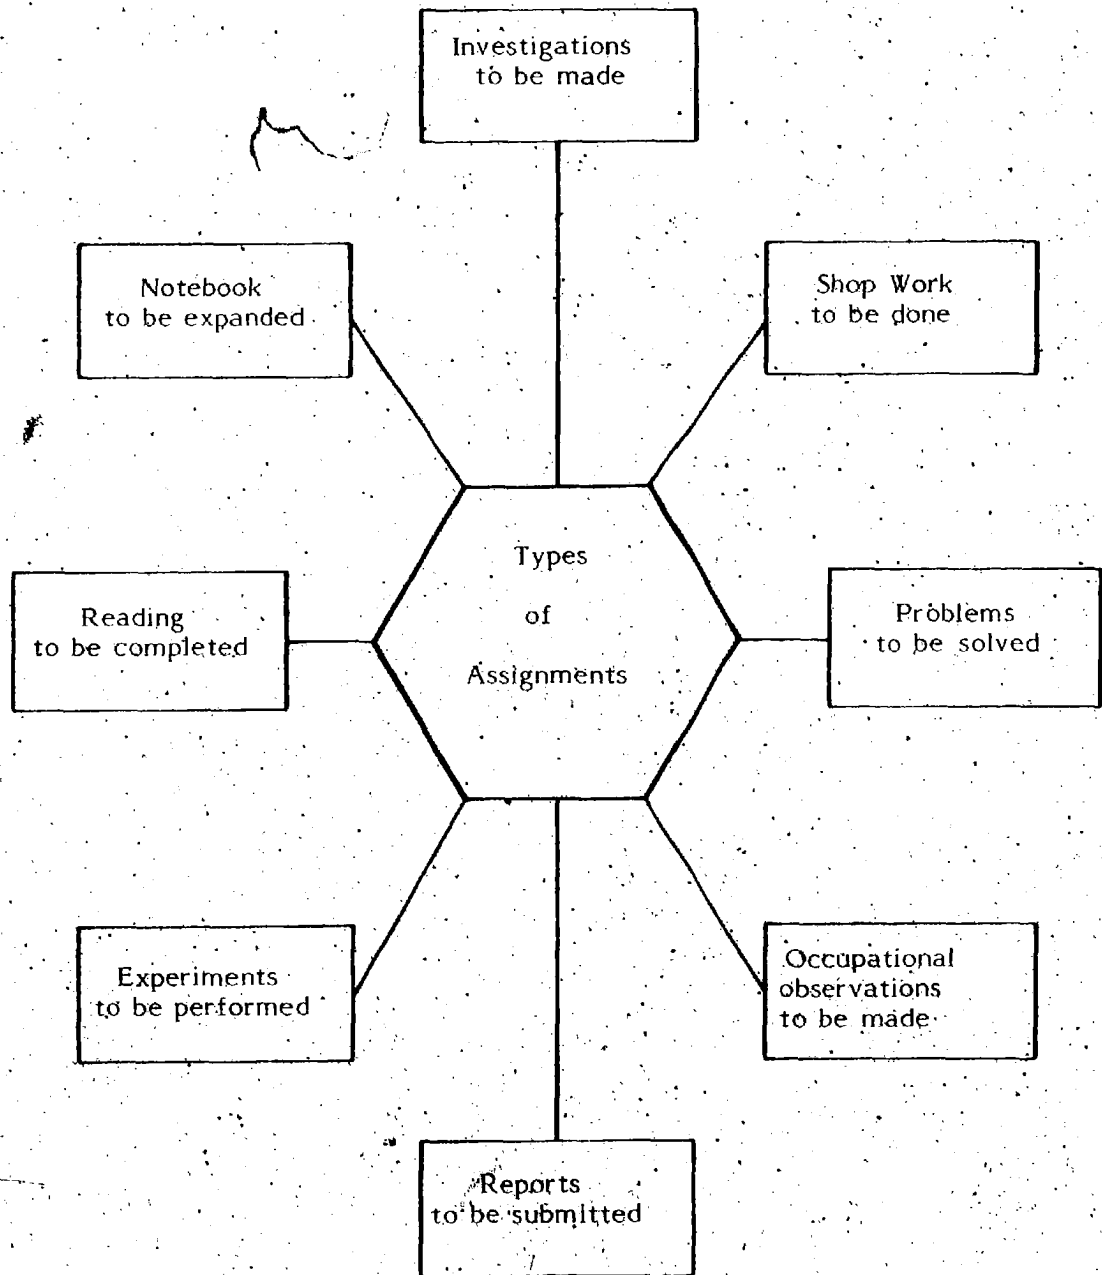 Investigations
to be made
Notebook
to be expanded
Shop Work
to be done
Types
of
Assignments
Reading
to be completed
Problems
to be solved
Experiments
to be performed
Occupational
observations
to be made
Reports
to be submitted